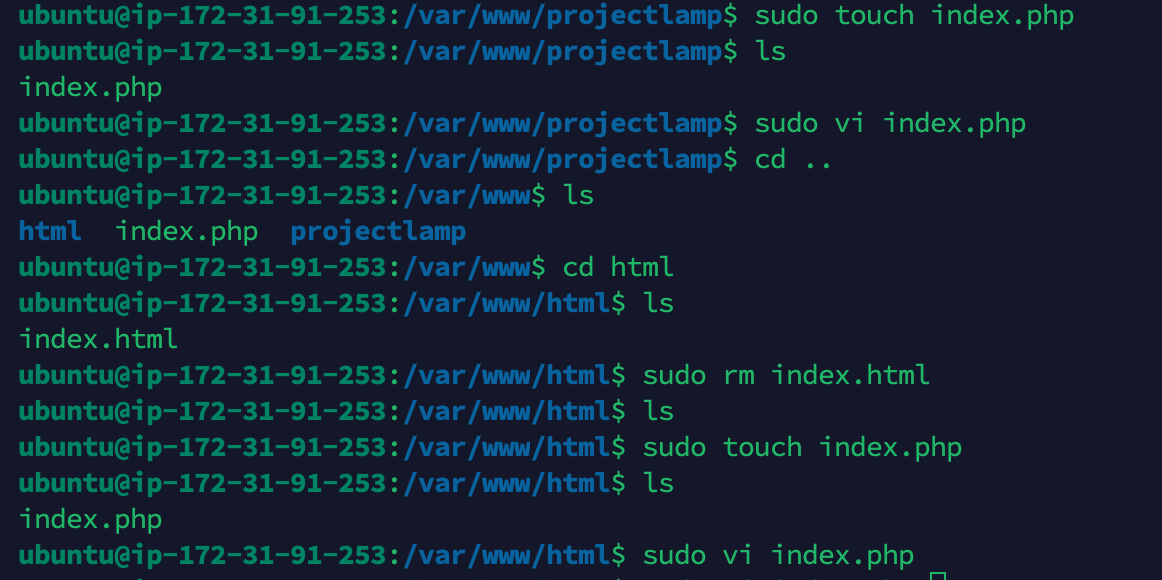 ubuntu@ip-172-31-91-253:/var/www/projectlamp$ sudo touch index.php
ubuntu@ip-172-31-91-253:/var/www/projectlamp$ ls
index.php
ubuntu@ip-172-31-91-253:/var/www/projectlamp$ sudo vi index.php
ubuntu@ip-172-31-91-253:/var/www/projectlamp$ cd ..
ubuntu@ip-172-31-91-253:/var/www$ ls
html  index.php  projectlamp
ubuntu@ip-172-31-91-253:/var/www$ cd html
ubuntu@ip-172-31-91-253:/var/www/html$ ls
index.html
ubuntu@ip-172-31-91-253:/var/www/html$ sudo rm index.html
ubuntu@ip-172-31-91-253:/var/www/html$ ls
ubuntu@ip-172-31-91-253:/var/www/html$ sudo touch index.php
ubuntu@ip-172-31-91-253:/var/www/html$ ls
index.php
ubuntu@ip-172-31-91-253:/var/www/html$ sudo vi index.php